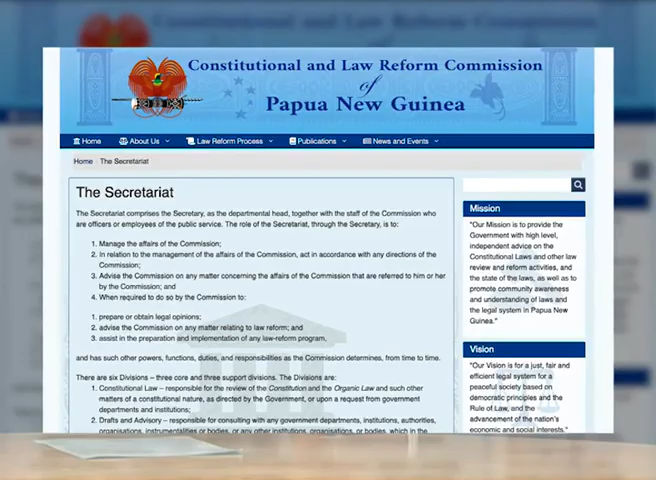 Constitutional and Law Reform Commission
of
Papua New Guinea
Home
About Us
Law Reform Process
Publications
News and Events
Home
The Secretariat
The Secretariat
The Secretariat comprises the Secretary, as the departmental head, together with the staff of the Commission who
are officers or employees of the public service. The role of the Secretariat, through the Secretary, is to:
1. Manage the affairs of the Commission;
2. In relation to the management of the affairs of the Commission, act in accordance with any directions of the
Commission;
3. Advise the Commission on any matter concerning the affairs of the Commission that are referred to him or her
by the Commission; and
4. When required to do so by the Commission to:
1. prepare or obtain legal opinions;
2. advise the Commission on any matter relating to law reform; and
3. assist in the preparation and implementation of any law-reform program,
and has such other powers, functions, duties, and responsibilities as the Commission determines, from time to time.
There are six Divisions – three core and three support divisions. The Divisions are:
1. Constitutional Law – responsible for the review of the Constitution and the Organic Law and such other
matters of a constitutional nature, as directed by the Government, or upon a request from government
departments and institutions;
2. Drafts and Advisory – responsible for consulting with any government departments, institutions, authorities,
organisations, instrumentalities or bodies, or any other institutions, organisations, or bodies, which in the
Mission
"Our Mission is to provide the
Government with high level,
independent advice on the
Constitutional Laws and other law
review and reform activities, and
the state of the laws, as well as to
promote community awareness
and understanding of laws and
the legal system in Papua New
Guinea."
Vision
"Our Vision is for a just, fair and
efficient legal system for a
peaceful society based on
democratic principles and the
Rule of Law, and the
advancement of the nation's
economic and social interests."